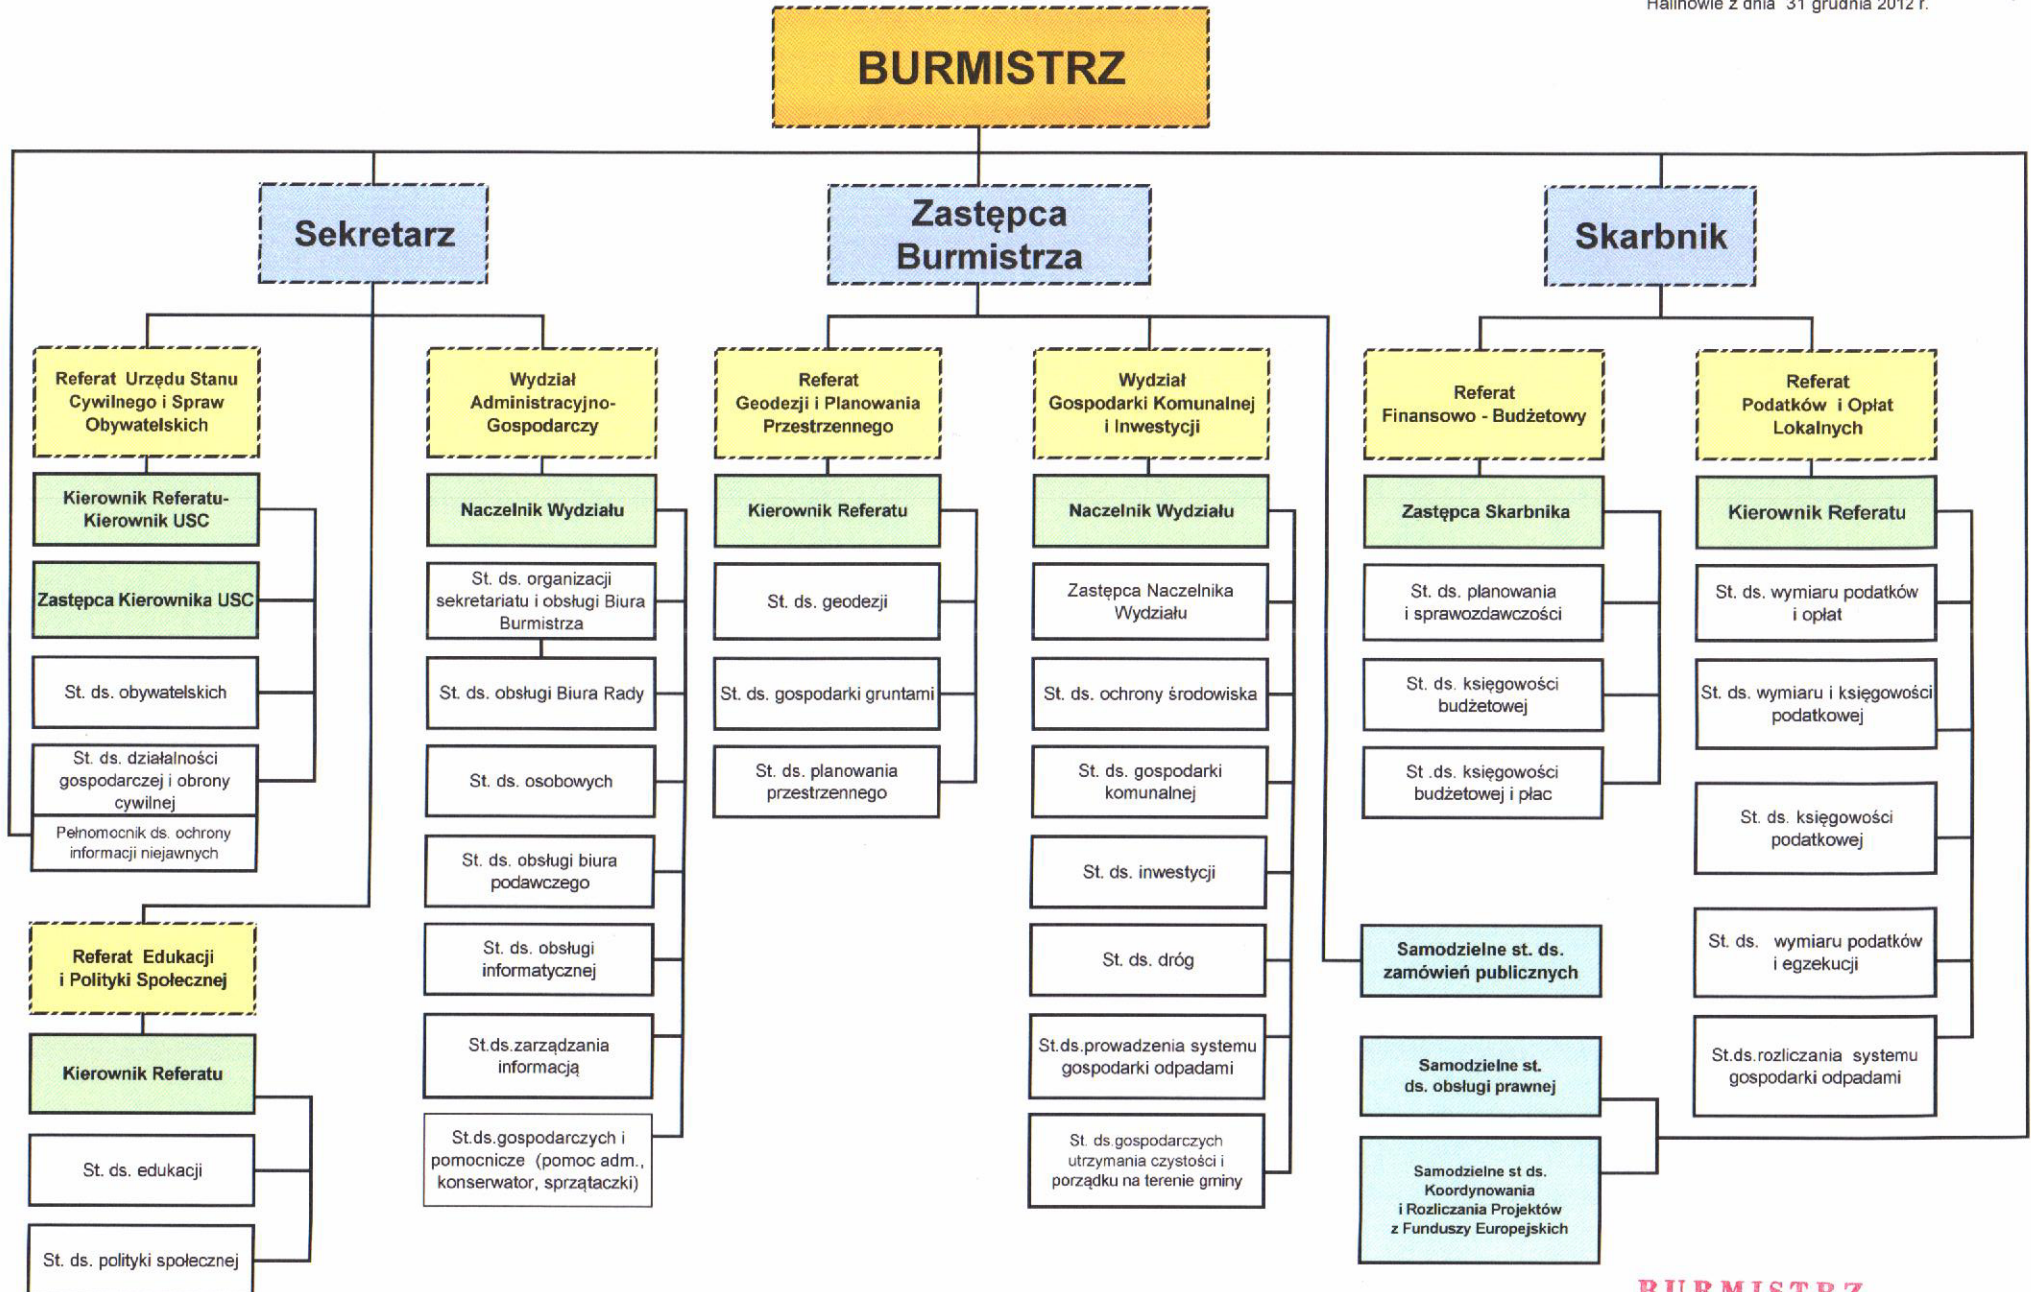 Halinowie z dnia 31 grudnia 2012 r.
BURMISTRZ
Sekretarz
Zastępca
Burmistrza
Skarbnik
Referat Urzędu Stanu
Cywilnego i Spraw
Obywatelskich
Kierownik Referatu-
Kierownik USC
Zastępca Kierownika USC
St. ds. obywatelskich
St. ds. działalności
gospodarczej i obrony
cywilnej
Pełnomocnik ds. ochrony
informacji niejawnych
Referat Edukacji
i Polityki Społecznej
Kierownik Referatu
St. ds. edukacji
St. ds. polityki społecznej
Wydział
Administracyjno-
Gospodarczy
Naczelnik Wydziału
St. ds. organizacji
sekretariatu i obsługi Biura
Burmistrza
St. ds. obsługi Biura Rady
St. ds. osobowych
St. ds. obsługi biura
podawczego
St. ds. obsługi
informatycznej
St.ds.zarządzania
informacją
St.ds.gospodarczych i
pomocnicze (pomoc adm.,
konserwator, sprzątaczki)
Referat
Geodezji i Planowania
Przestrzennego
Kierownik Referatu
St. ds. geodezji
St. ds. gospodarki gruntami
St. ds. planowania
przestrzennego
Wydział
Gospodarki Komunalnej
i Inwestycji
Naczelnik Wydziału
Zastępca Naczelnika
Wydziału
St. ds. ochrony środowiska
St. ds. gospodarki
komunalnej
St. ds. inwestycji
St. ds. dróg
St.ds.prowadzenia systemu
gospodarki odpadami
St. ds.gospodarczych
utrzymania czystości i
porządku na terenie gminy
Referat
Finansowo - Budżetowy
Zastępca Skarbnika
St. ds. planowania
i sprawozdawczości
St. ds. księgowości
budżetowej
St .ds. księgowości
budżetowej i płac
Samodzielne st. ds.
zamówień publicznych
Samodzielne st.
ds. obsługi prawnej
Samodzielne st ds.
Koordynowania
i Rozliczania Projektów
z Funduszy Europejskich
Referat
Podatków i Opłat
Lokalnych
Kierownik Referatu
St. ds. wymiaru podatków
i opłat
St. ds. wymiaru i księgowości
podatkowej
St. ds. księgowości
podatkowej
St. ds. wymiaru podatków
i egzekucji
St.ds.rozliczania systemu
gospodarki odpadami
BURMISTRZ